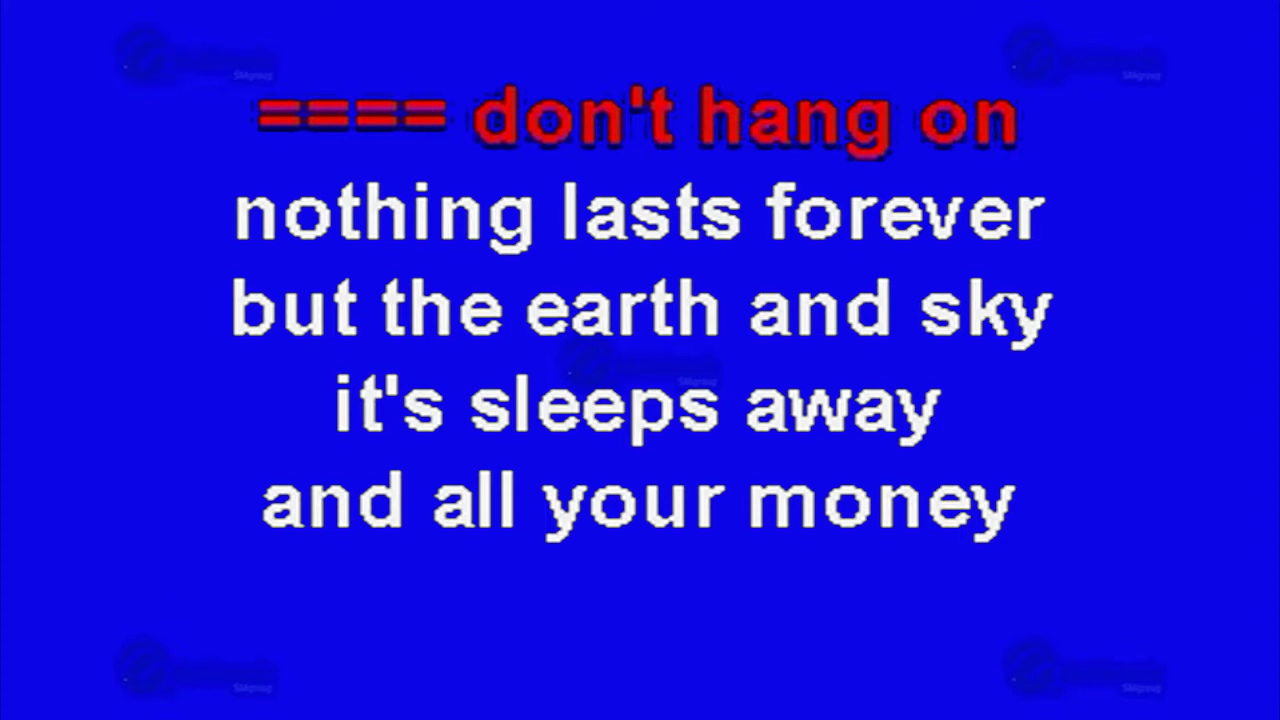 ==== don't hang on
nothing lasts forever
but the earth and sky
it's sleeps away
and all your money